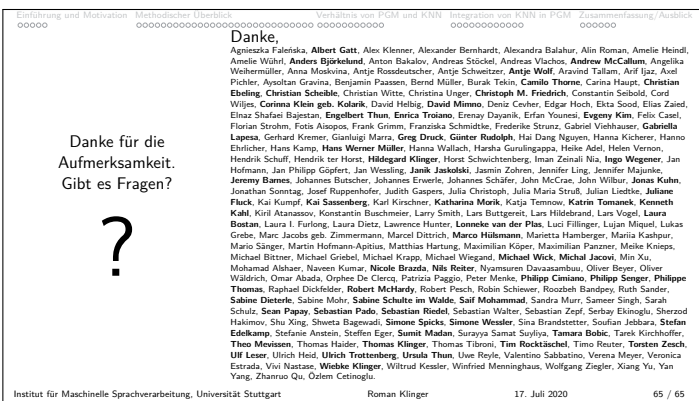 Einführung und Motivation Methodischer Überblick Verhältnis von PGM und KNN Integration von KNN in PGM Zusammenfassung/Ausblick
Danke,
Agnieszka Faleńska, Albert Gatt, Alex Klenner, Alexander Bernhardt, Alexandra Balahur, Alin Roman, Amelie Heindl,
Amelie Wührl, Anders Björkelund, Anton Bakalov, Andreas Stöckel, Andreas Vlachos, Andrew McCallum, Angelika
Weihermüller, Anna Moskvina, Antje Rossdeutscher, Antje Schweitzer, Antje Wolf, Aravind Tallam, Arif Ijaz, Axel
Pichler, Aysoltan Gravina, Benjamin Paassen, Bernd Müller, Burak Tekin, Camilo Thorne, Carina Haupt, Christian
Ebeling, Christian Scheible, Christian Witte, Christina Unger, Christoph M. Friedrich, Constantin Seibold, Cord
Wiljes, Corinna Klein geb. Kolarik, David Helbig, David Mimno, Deniz Cevher, Edgar Hoch, Ekta Sood, Elias Zaied,
Elnaz Shafaei Bajestan, Engelbert Thun, Enrica Troiano, Erenay Dayanik, Erfan Younesi, Evgeny Kim, Felix Casel,
Florian Strohm, Fotis Aisopos, Frank Grimm, Franziska Schmidtke, Frederike Strunz, Gabriel Viehhauser, Gabriella
Lapesa, Gerhard Kremer, Gianluigi Marra, Greg Druck, Günter Rudolph, Hai Dang Nguyen, Hanna Kicherer, Hanno
Ehrlicher, Hans Kamp, Hans Werner Müller, Hanna Wallach, Harsha Gurulingappa, Heike Adel, Helen Vernon,
Hendrik Schuff, Hendrik ter Horst, Hildegard Klinger, Horst Schwichtenberg, Iman Zeinali Nia, Ingo Wegener, Jan
Hofmann, Jan Philipp Göpfert, Jan Wessling, Janik Jaskolski, Jasmin Zohren, Jennifer Ling, Jennifer Majunke,
Jeremy Barnes, Johannes Butscher, Johannes Erwerle, Johannes Schäfer, John McCrae, John Wilbur, Jonas Kuhn,
Jonathan Sonntag, Josef Ruppenhofer, Judith Gaspers, Julia Christoph, Julia Maria Struß, Julian Liedtke, Juliane
Fluck, Kai Kumpf, Kai Sassenberg, Karl Kirschner, Katharina Morik, Katja Temnow, Katrin Tomanek, Kenneth
Kahl, Kiril Atanassov, Konstantin Buschmeier, Larry Smith, Lars Buttgereit, Lars Hildebrand, Lars Vogel, Laura
Bostan, Laura I. Furlong, Laura Dietz, Lawrence Hunter, Lonneke van der Plas, Luci Fillinger, Lujan Miquel, Lukas
Grebe, Marc Jacobs geb. Zimmermann, Marcel Dittrich, Marco Hülsmann, Marietta Hamberger, Mariia Kashpur,
Mario Sänger, Martin Hofmann-Apitius, Matthias Hartung, Maximilian Köper, Maximilian Panzner, Meike Knieps,
Michael Bittner, Michael Griebel, Michael Krapp, Michael Wiegand, Michael Wick, Michal Jacovi, Min Xu,
Mohamad Alshaer, Naveen Kumar, Nicole Brazda, Nils Reiter, Nyamsuren Davaasambuu, Oliver Beyer, Oliver
Wäldrich, Omar Abada, Orphee De Clercq, Patrizia Paggio, Peter Menke, Philipp Cimiano, Philipp Senger, Philippe
Thomas, Raphael Dickfelder, Robert McHardy, Robert Pesch, Robin Schiewer, Roozbeh Bandpey, Ruth Sander,
Sabine Dieterle, Sabine Mohr, Sabine Schulte im Walde, Saif Mohammad, Sandra Murr, Sameer Singh, Sarah
Schulz, Sean Papay, Sebastian Pado, Sebastian Riedel, Sebastian Walter, Sebastian Zepf, Serbay Ekinoglu, Sherzod
Hakimov, Shu Xing, Shweta Bagewadi, Simone Spicks, Simone Wessler, Sina Brandstetter, Soufian Jebbara, Stefan
Edelkamp, Stefanie Anstein, Steffen Eger, Sumit Madan, Surayya Samat Suyliya, Tamara Bobic, Tarek Kirchhoffer,
Theo Mevissen, Thomas Haider, Thomas Klinger, Thomas Tibroni, Tim Rocktäschel, Timo Reuter, Torsten Zesch,
Ulf Leser, Ulrich Heid, Ulrich Trottenberg, Ursula Thun, Uwe Reyle, Valentino Sabbatino, Verena Meyer, Veronica
Estrada, Vivi Nastase, Wiebke Klinger, Wiltrud Kessler, Winfried Menninghaus, Wolfgang Ziegler, Xiang Yu, Yan
Yang, Zhanruo Qu, Özlem Cetinoglu.
Danke für die
Aufmerksamkeit.
Gibt es Fragen?
?
Institut für Maschinelle Sprachverarbeitung, Universität Stuttgart Roman Klinger 17. Juli 2020 65 / 65